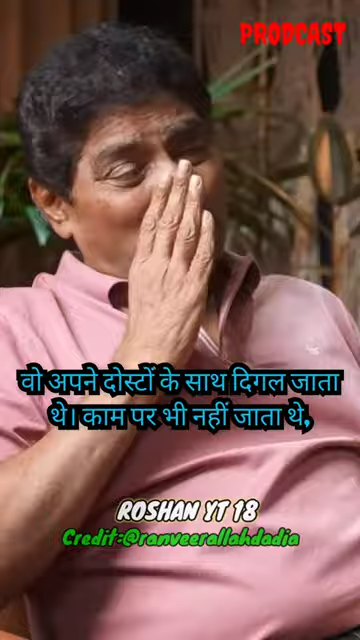 PRODCAST
वो अपने दोस्टों के साथ दिगल जाता
थे। काम पर भी नहीं जाता थे,
ROSHAN YT 18
Credit:@ranveerallahdadia